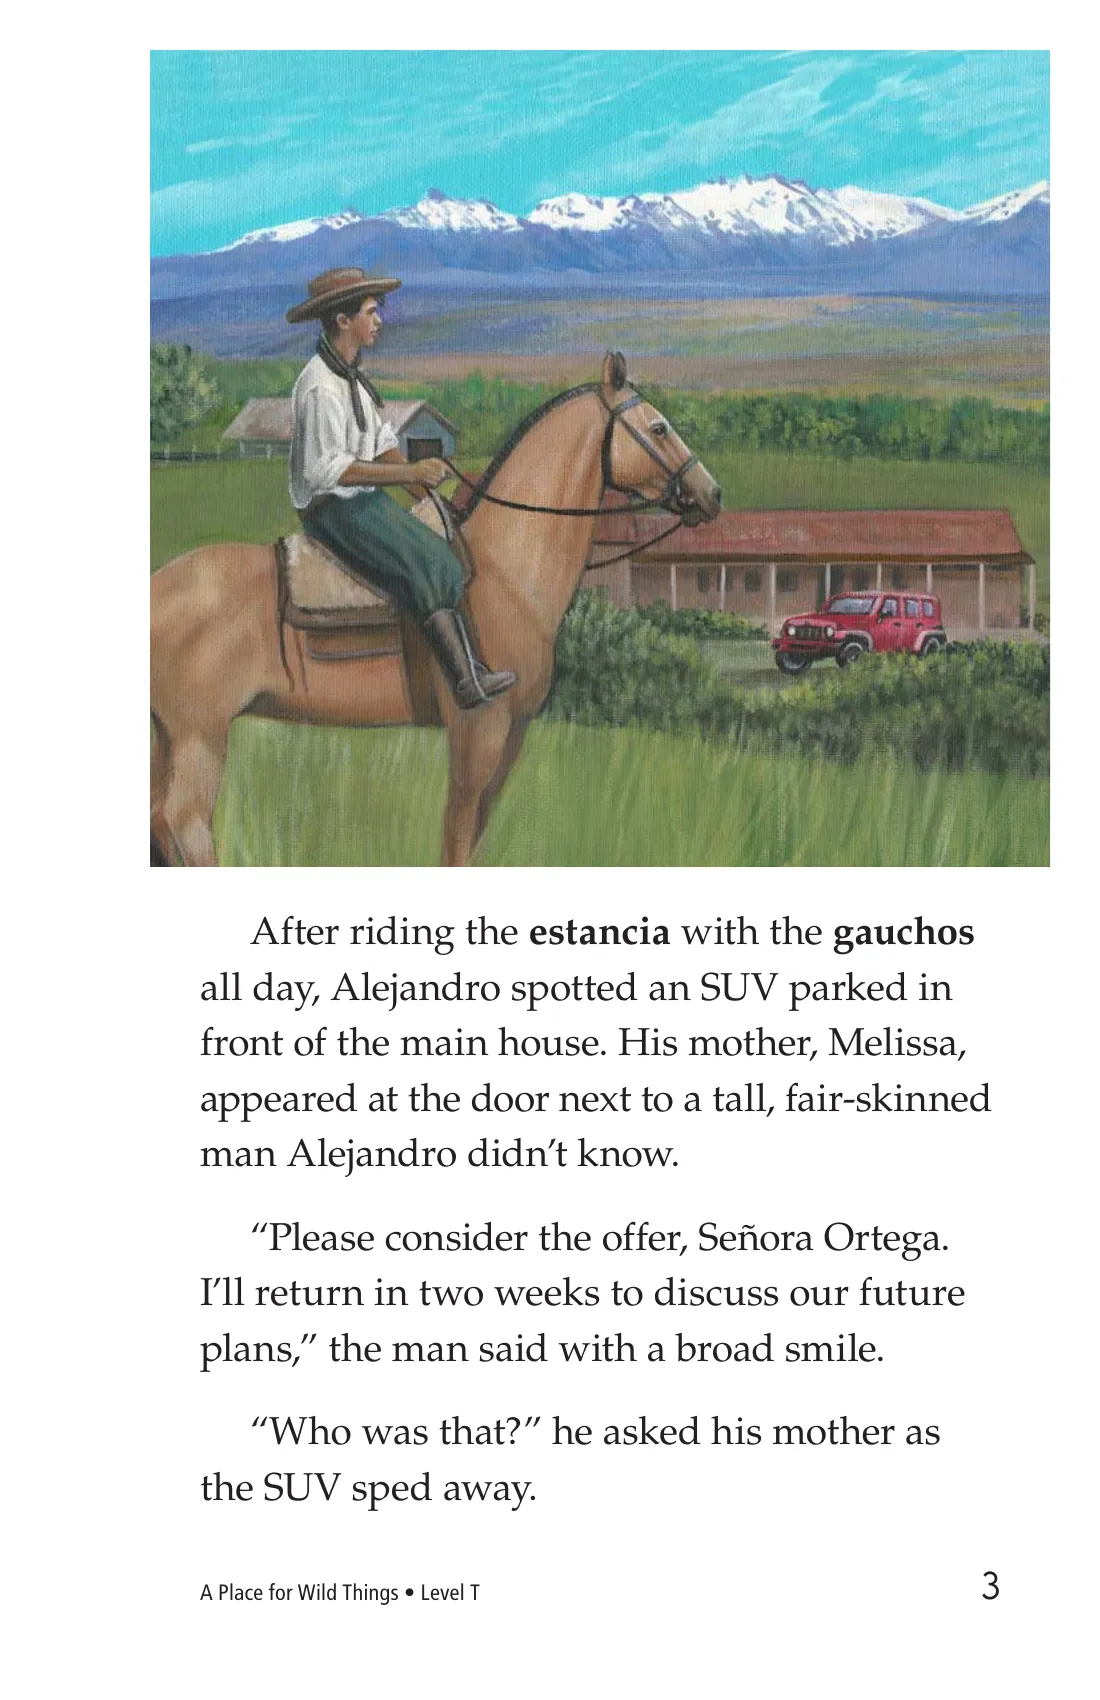 After riding the estancia with the gauchos
all day, Alejandro spotted an SUV parked in
front of the main house. His mother, Melissa,
appeared at the door next to a tall, fair-skinned
man Alejandro didn’t know.
“Please consider the offer, Señora Ortega.
I’ll return in two weeks to discuss our future
plans,” the man said with a broad smile.
“Who was that?” he asked his mother as
the SUV sped away.
A Place for Wild Things • Level T
3